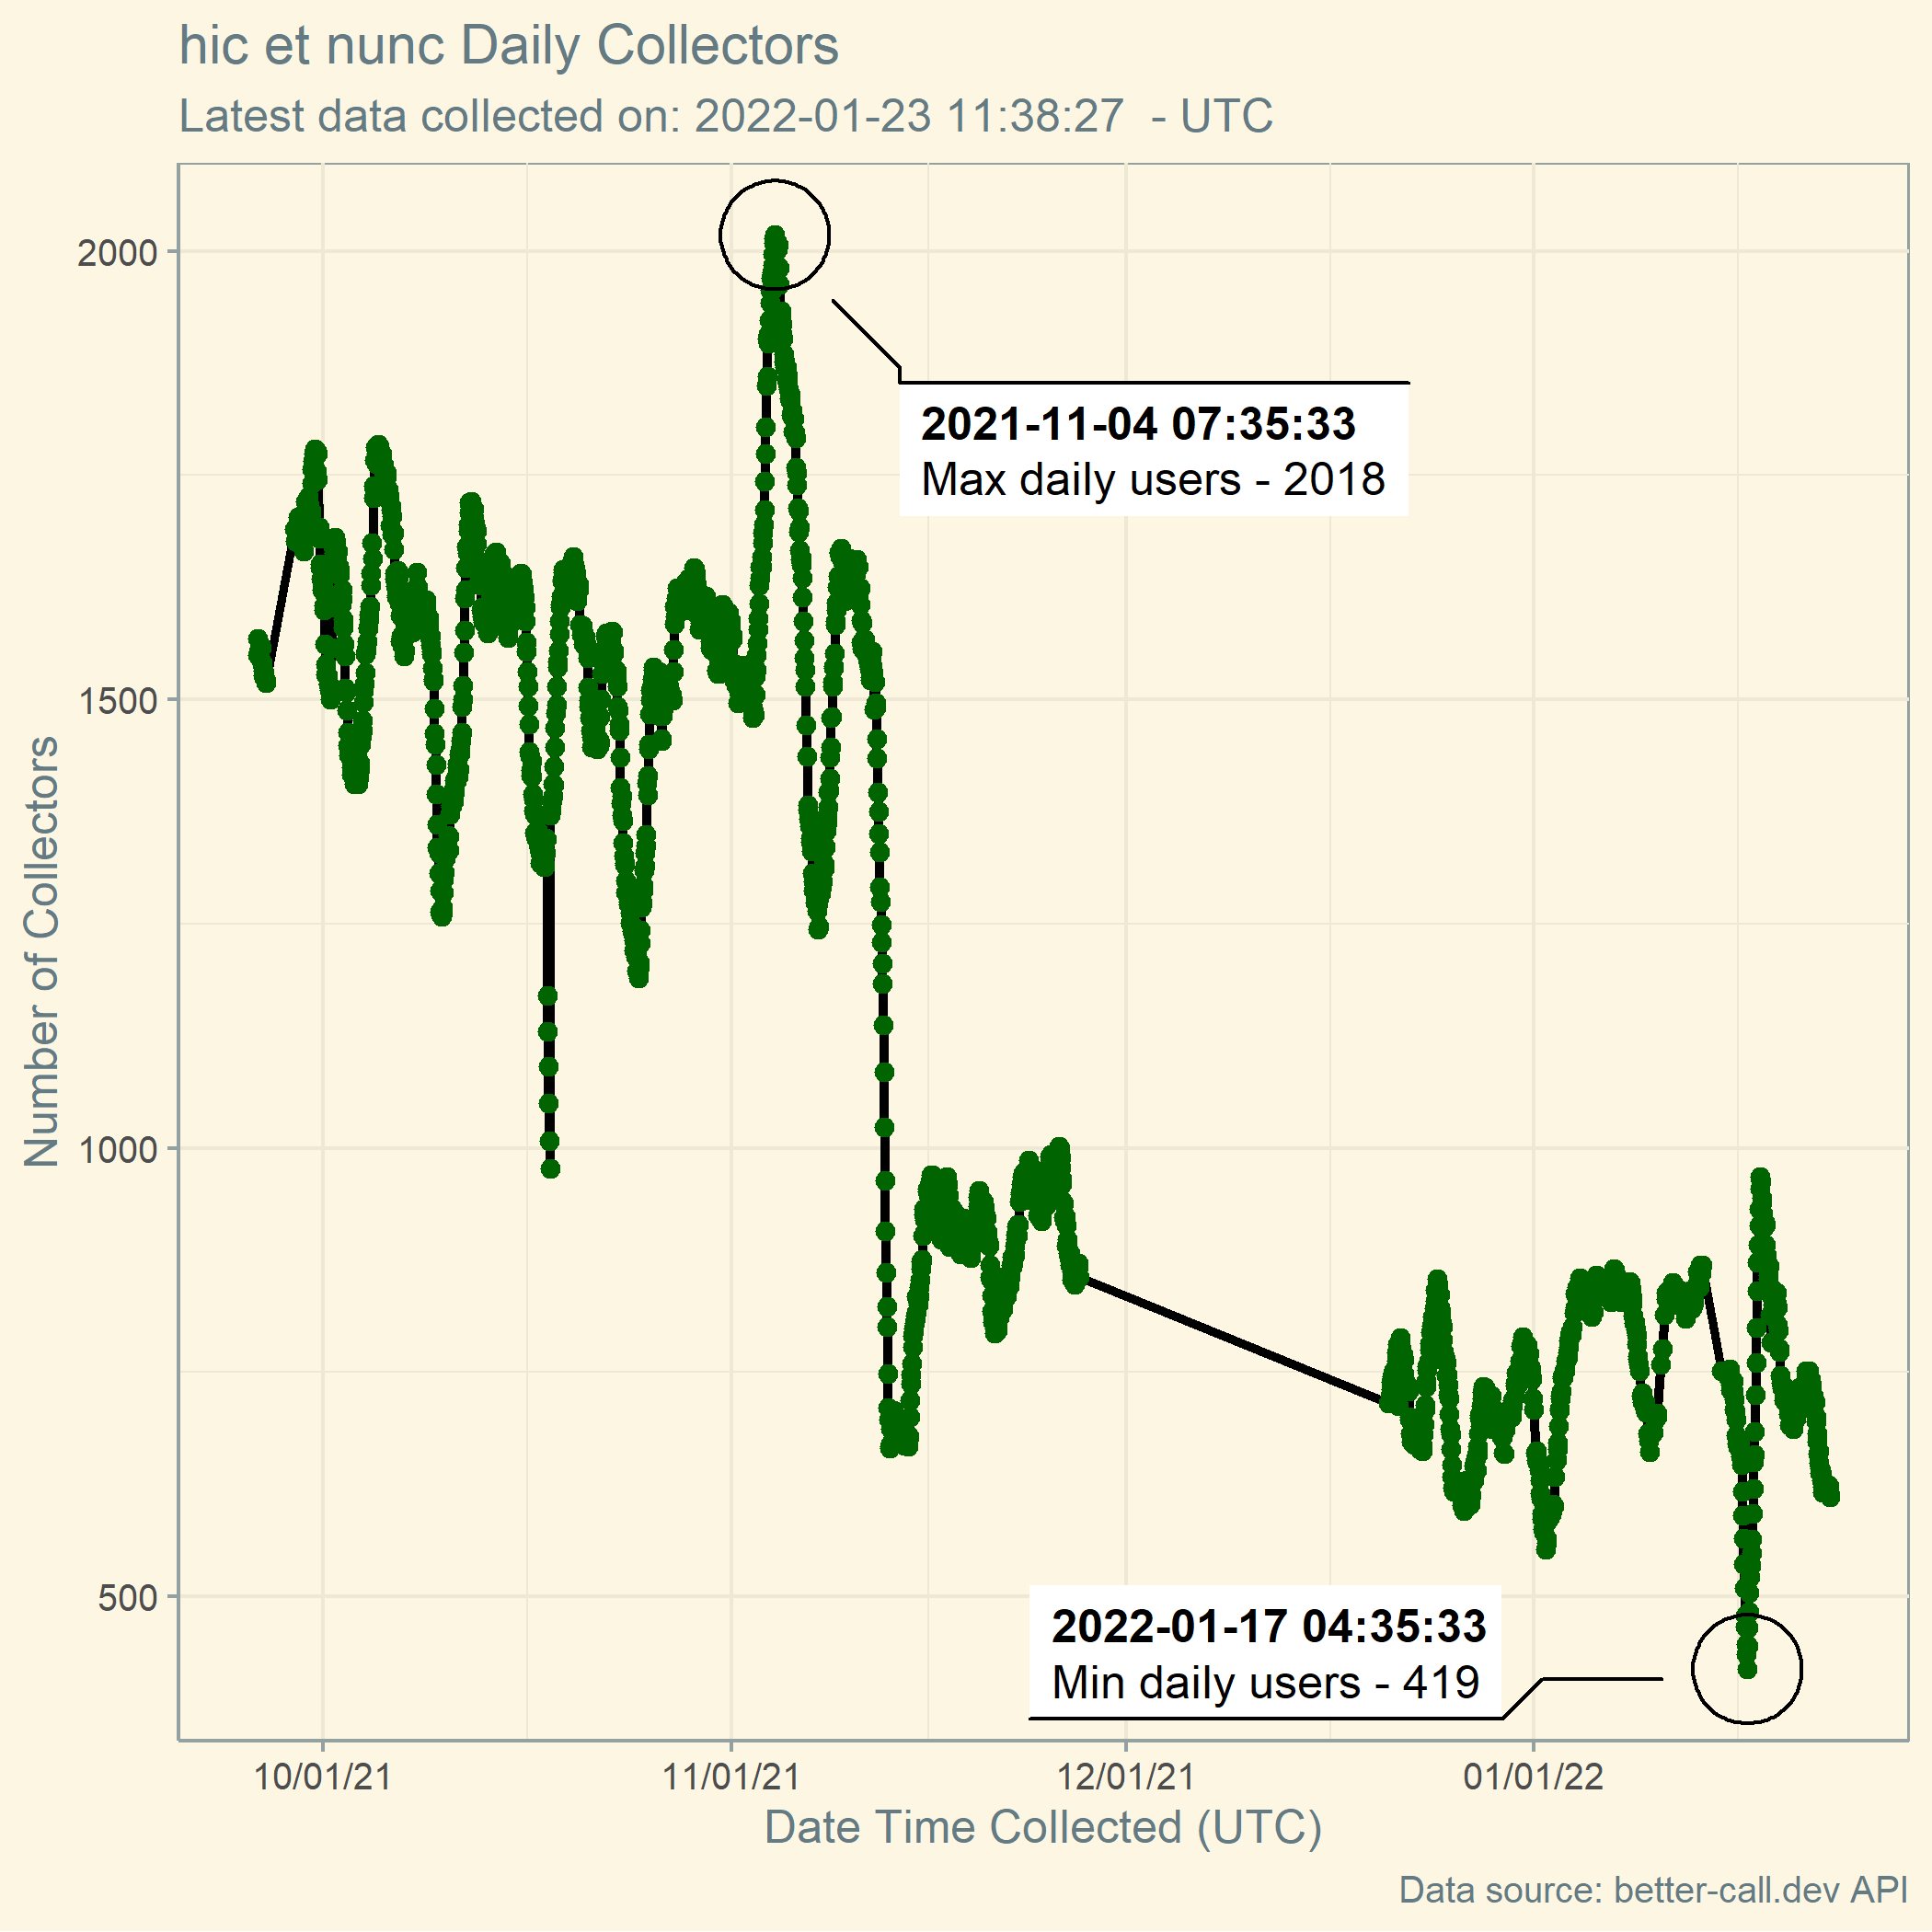 hic et nunc Daily Collectors
Latest data collected on: 2022-01-23 11:38:27  - UTC
Number of Collectors
2000
1500
1000
500
2021-11-04 07:35:33
Max daily users - 2018
2022-01-17 04:35:33
Min daily users - 419
10/01/21
11/01/21
12/01/21
01/01/22
Date Time Collected (UTC)
Data source: better-call.dev API